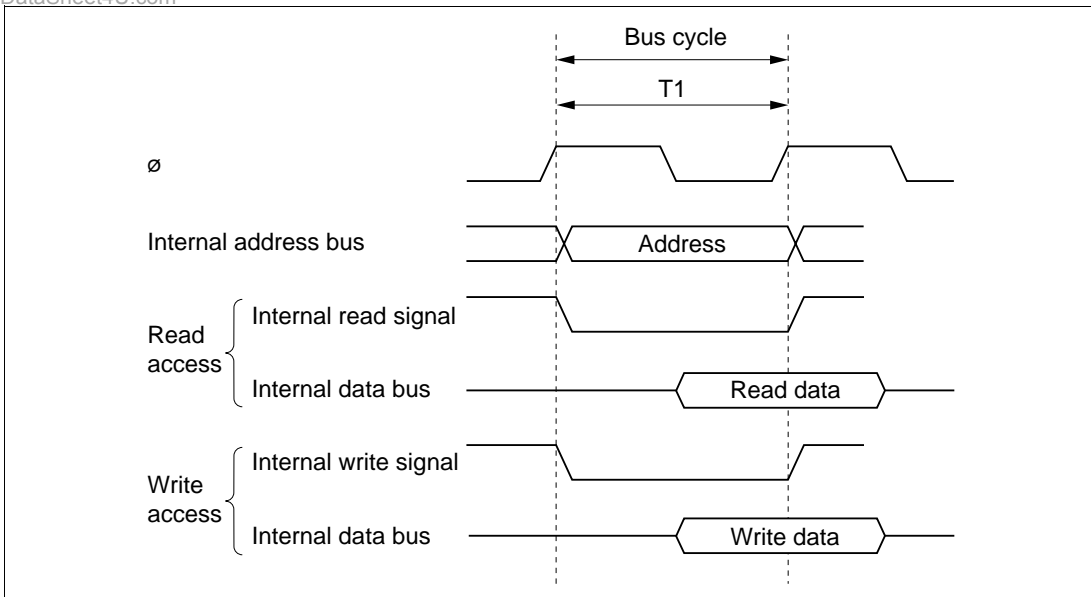 DataSheet4U.com
Bus cycle
T1
ø
Internal address bus
Address
Read access
Internal read signal
Internal data bus
Read data
Write access
Internal write signal
Internal data bus
Write data